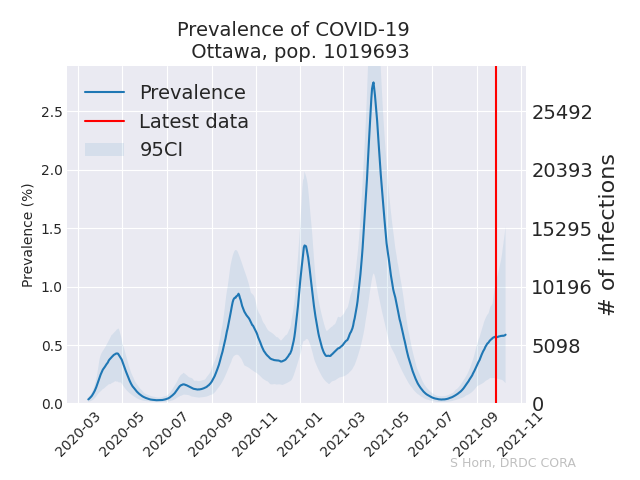 Prevalence of COVID-19
Ottawa, pop. 1019693
Prevalence
Latest data
95CI
Prevalence (%)
2.5
2.0
1.5
1.0
0.5
0.0
25492
20393
15295
10196
5098
0
# of infections
2020-03
2020-05
2020-07
2020-09
2020-11
2021-01
2021-03
2021-05
2021-07
2021-09
2021-11
S Horn, DRDC CORA